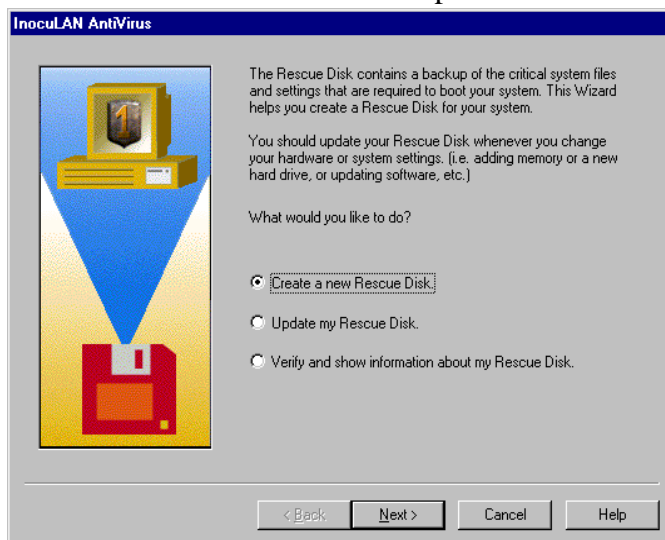 InocuLAN AntiVirus
The Rescue Disk contains a backup of the critical system files
and settings that are required to boot your system. This Wizard
helps you create a Rescue Disk for your system.
You should update your Rescue Disk whenever you change
your hardware or system settings. (i.e. adding memory or a new
hard drive, or updating software, etc.)
What would you like to do?
Create a new Rescue Disk.
Update my Rescue Disk.
Verify and show information about my Rescue Disk.
< Back Next > Cancel Help